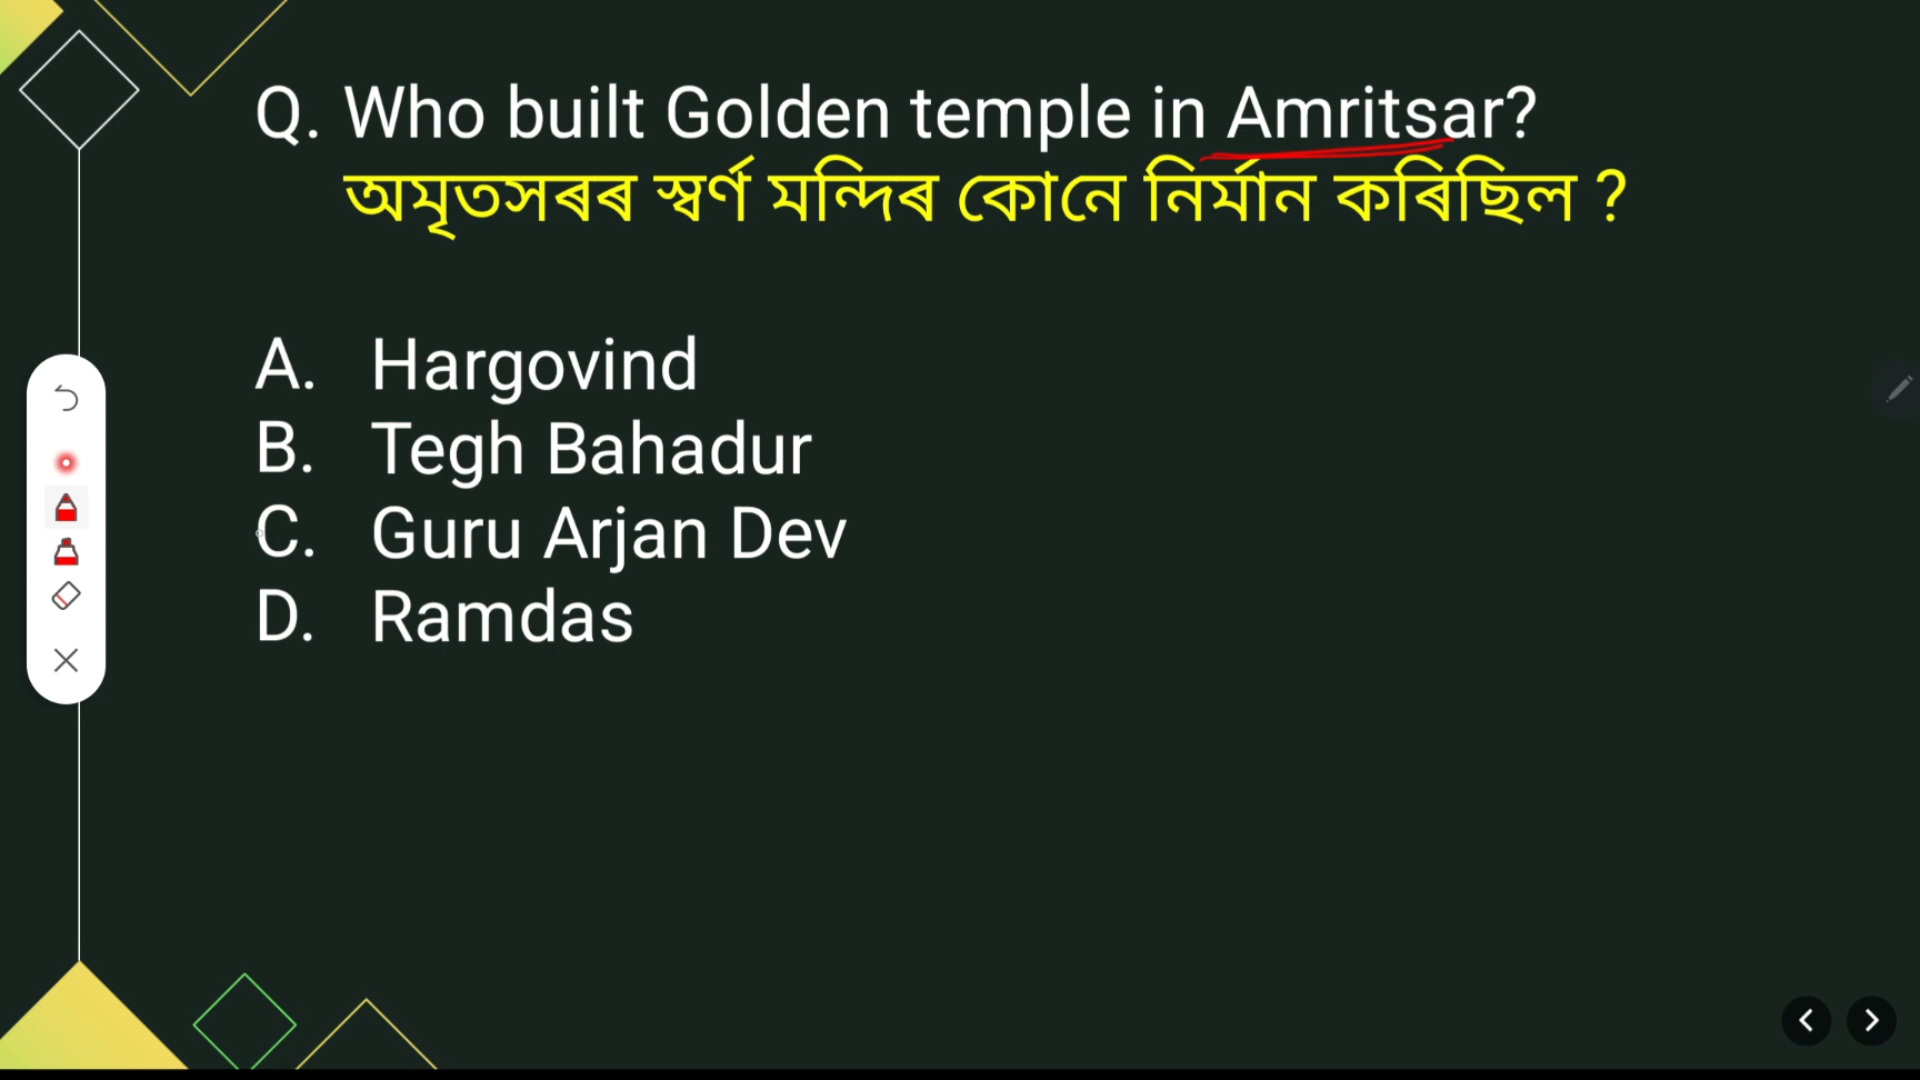 Q. Who built Golden temple in Amritsar?
অমৃতসৰৰ স্বৰ্ণ মন্দিৰ কোনে নিৰ্মান কৰিছিল ?
A. Hargovind
B. Tegh Bahadur
C. Guru Arjan Dev
D. Ramdas